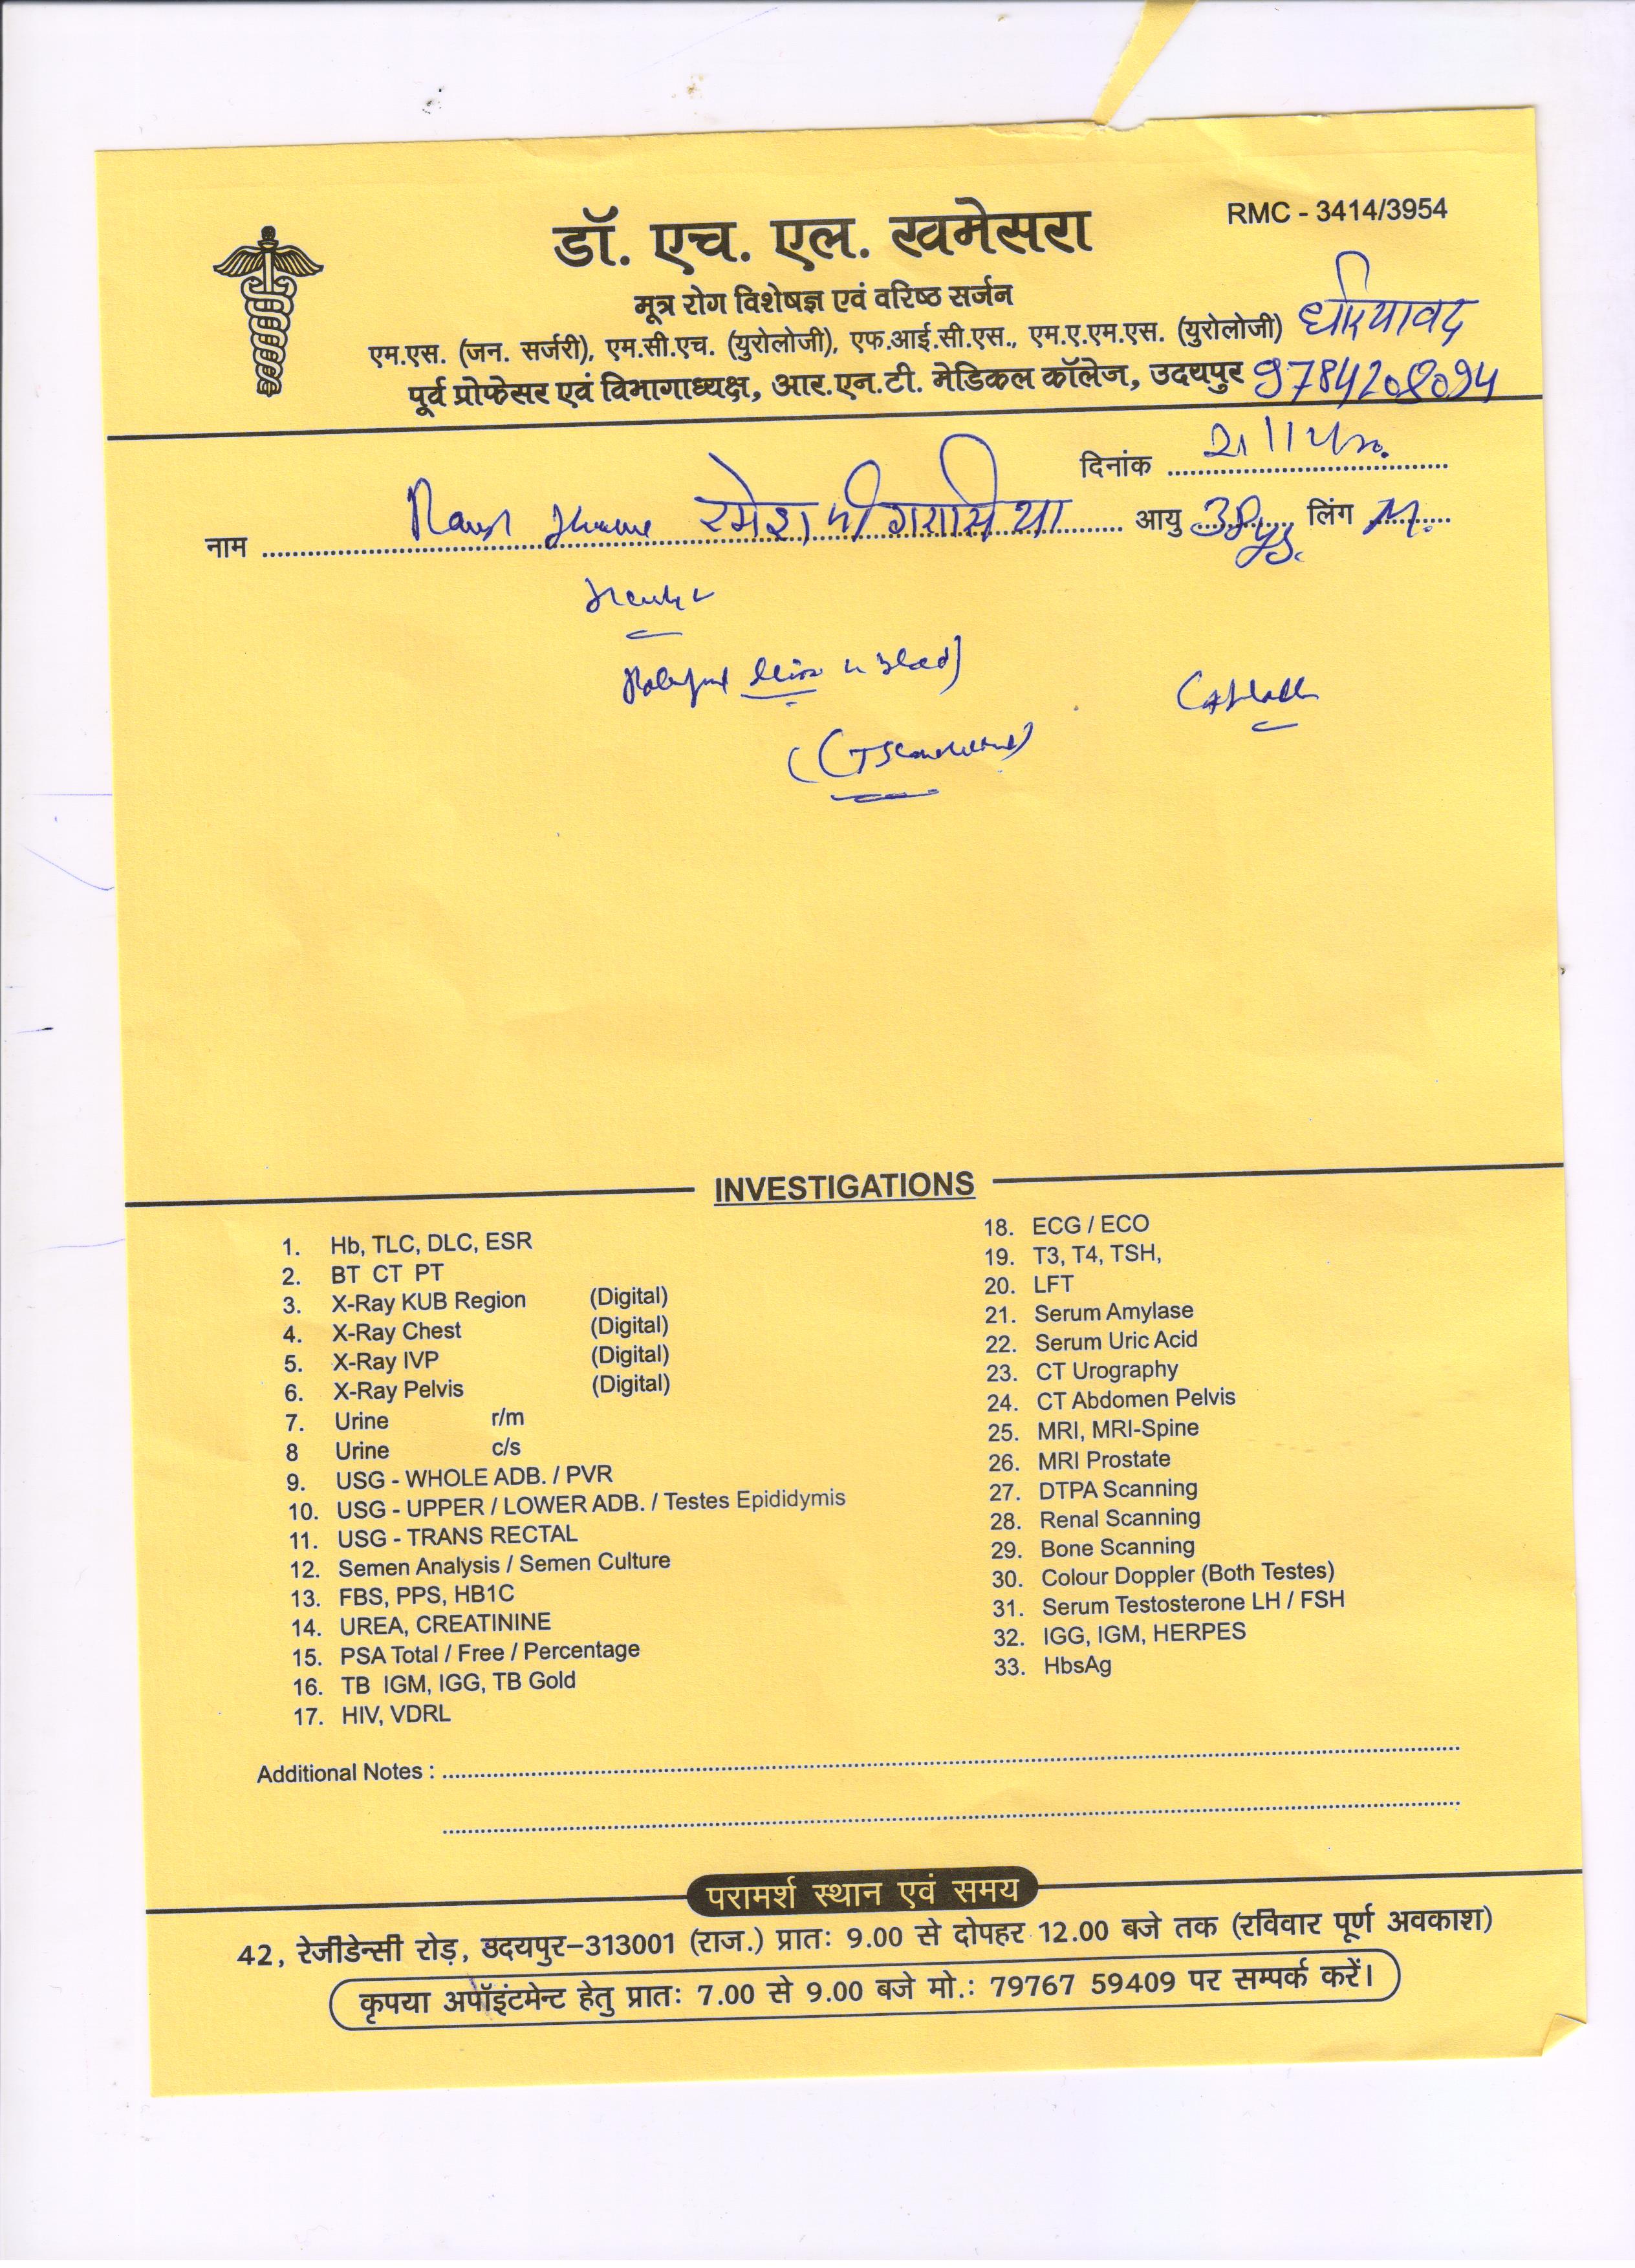 RMC - 3414/3954
डॉ. एच. एल. खमेसरा
मूत्र रोग विशेषज्ञ एवं वरिष्ठ सर्जन
एम.एस. (जन. सर्जरी), एम.सी.एच. (युरोलोजी), एफ.आई.सी.एस., एम.ए.एम.एस. (युरोलोजी) धरियावद
पूर्व प्रोफेसर एवं विभागाध्यक्ष, आर.एन.टी. मेडिकल कॉलेज, उदयपुर
दिनांक
नाम रमेश जी गरासिया आयु 38 लिंग M.
INVESTIGATIONS
1. Hb, TLC, DLC, ESR
2. BT CT PT
3. X-Ray KUB Region (Digital)
4. X-Ray Chest (Digital)
5. X-Ray IVP (Digital)
6. X-Ray Pelvis (Digital)
7. Urine r/m
8 Urine c/s
9. USG - WHOLE ADB. / PVR
10. USG - UPPER / LOWER ADB. / Testes Epididymis
11. USG - TRANS RECTAL
12. Semen Analysis / Semen Culture
13. FBS, PPS, HB1C
14. UREA, CREATININE
15. PSA Total / Free / Percentage
16. TB IGM, IGG, TB Gold
17. HIV, VDRL
18. ECG / ECO
19. T3, T4, TSH,
20. LFT
21. Serum Amylase
22. Serum Uric Acid
23. CT Urography
24. CT Abdomen Pelvis
25. MRI, MRI-Spine
26. MRI Prostate
27. DTPA Scanning
28. Renal Scanning
29. Bone Scanning
30. Colour Doppler (Both Testes)
31. Serum Testosterone LH / FSH
32. IGG, IGM, HERPES
33. HbsAg
Additional Notes :
परामर्श स्थान एवं समय
42, रेजीडेन्सी रोड़, उदयपुर-313001 (राज.) प्रातः 9.00 से दोपहर 12.00 बजे तक (रविवार पूर्ण अवकाश)
कृपया अपॉइंटमेन्ट हेतु प्रातः 7.00 से 9.00 बजे मो.: 79767 59409 पर सम्पर्क करें।